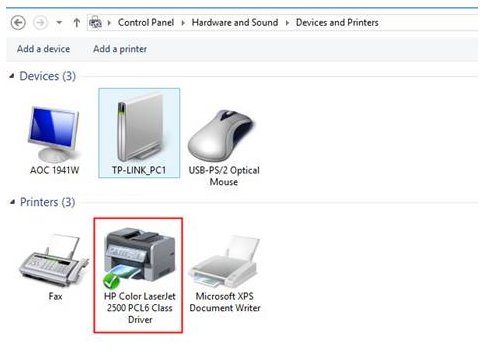 Control Panel Hardware and Sound Devices and Printers
Add a device Add a printer
Devices (3)
AOC 1941W TP-LINK_PC1 USB-PS/2 Optical
Mouse
Printers (3)
Fax HP Color LaserJet Microsoft XPS
2500 PCL6 Class Document Writer
Driver